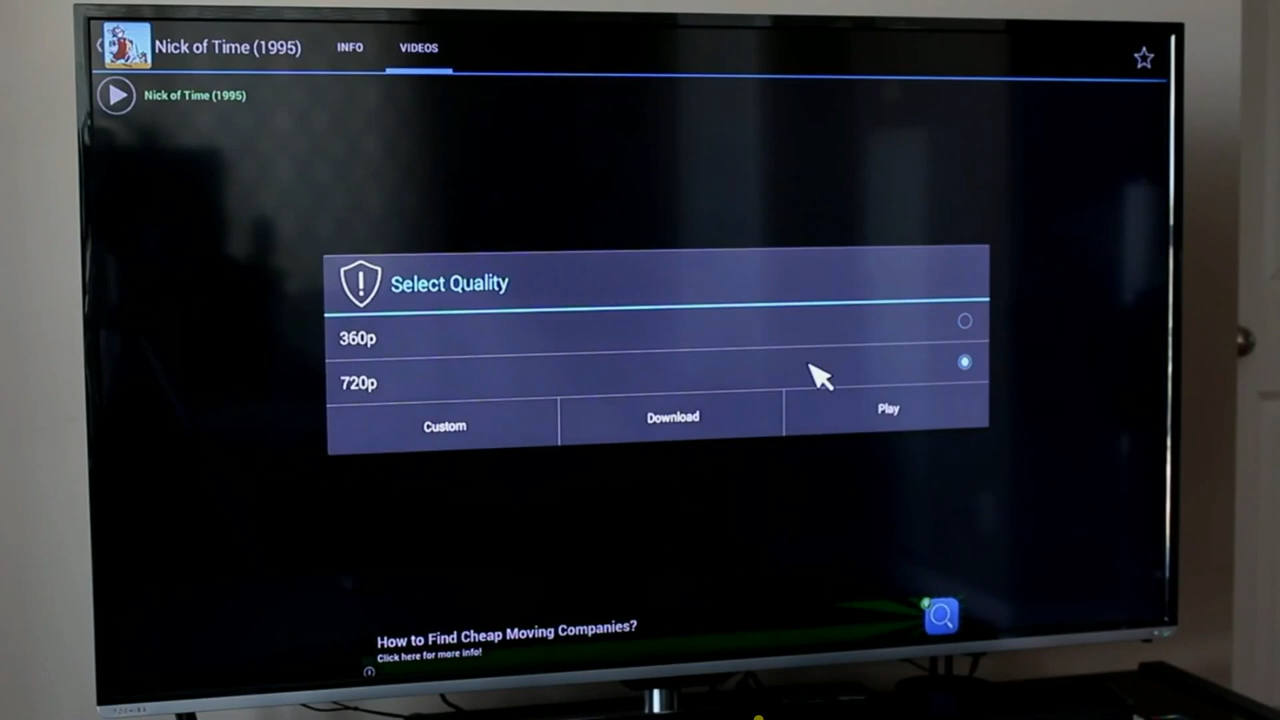 Nick of Time (1995) INFO VIDEOS
Nick of Time (1995)
Select Quality
360p
720p
Custom Download Play
How to Find Cheap Moving Companies?
Click here for more info!
TOSHIBA